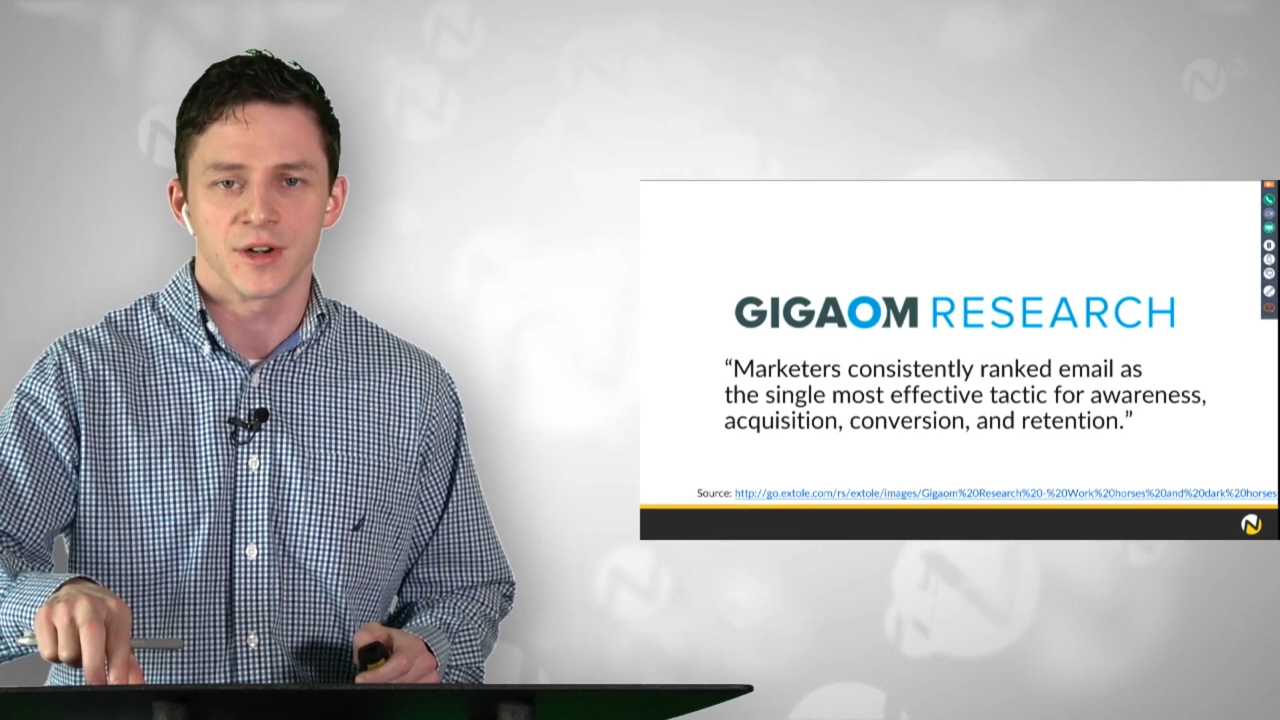 GIGAOM RESEARCH
“Marketers consistently ranked email as
the single most effective tactic for awareness,
acquisition, conversion, and retention.”
Source: http://go.extole.com/rs/extole/images/Gigaom%20Research%20-%20Work%20horses%20and%20dark%20horses